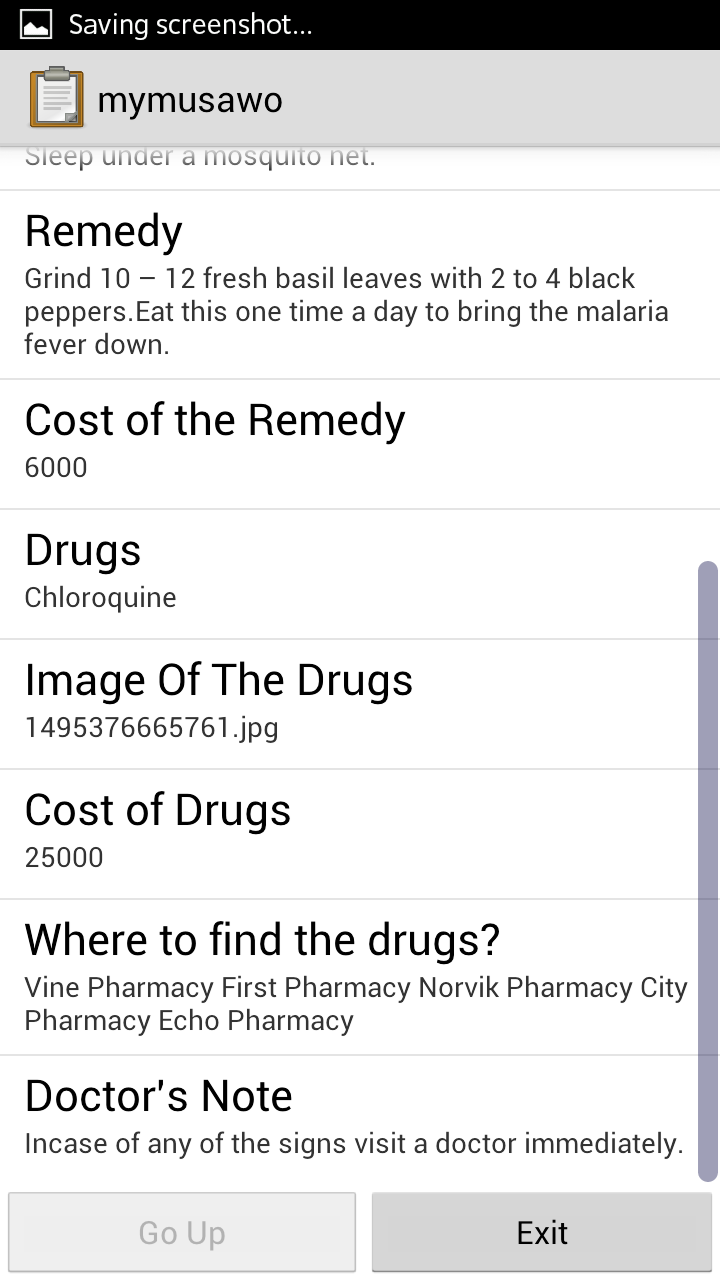 Saving screenshot...
mymusawo
Sleep under a mosquito net.
Remedy
Grind 10 – 12 fresh basil leaves with 2 to 4 black
peppers.Eat this one time a day to bring the malaria
fever down.
Cost of the Remedy
6000
Drugs
Chloroquine
Image Of The Drugs
1495376665761.jpg
Cost of Drugs
25000
Where to find the drugs?
Vine Pharmacy First Pharmacy Norvik Pharmacy City
Pharmacy Echo Pharmacy
Doctor's Note
Incase of any of the signs visit a doctor immediately.
Go Up
Exit